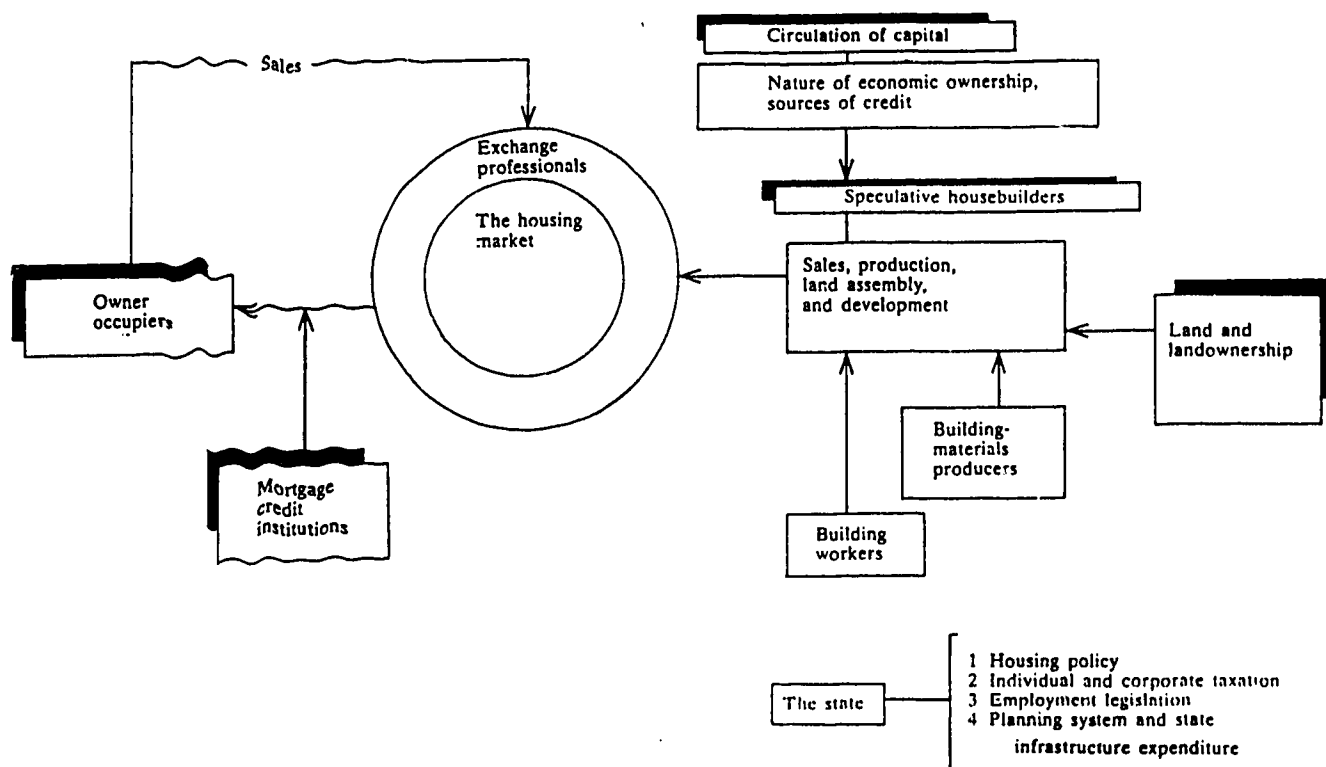 Circulation of capital
Sales
Nature of economic ownership,
sources of credit
Exchange
professionals
Speculative housebuilders
The housing
market
Sales, production,
land assembly,
and development
Owner
occupiers
Land and
landownership
Building-
materials
producers
Mortgage
credit
institutions
Building
workers
The state
1 Housing policy
2 Individual and corporate taxation
3 Employment legislation
4 Planning system and state
infrastructure expenditure